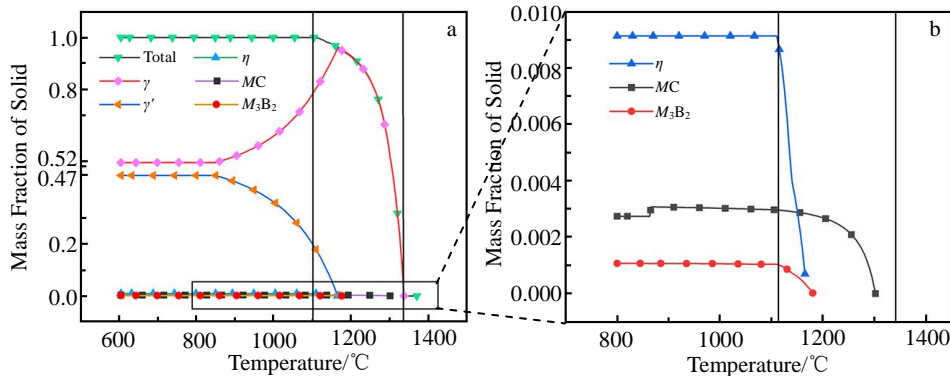 a
1.0
0.8
0.52
0.47
0.2
0.0
Mass Fraction of Solid
Total
η
γ
MC
γ′
M₃B₂
600 800 1000 1200 1400
Temperature/℃
b
0.010
0.008
0.006
0.004
0.002
0.000
Mass Fraction of Solid
η
MC
M₃B₂
800 1000 1200 1400
Temperature/℃